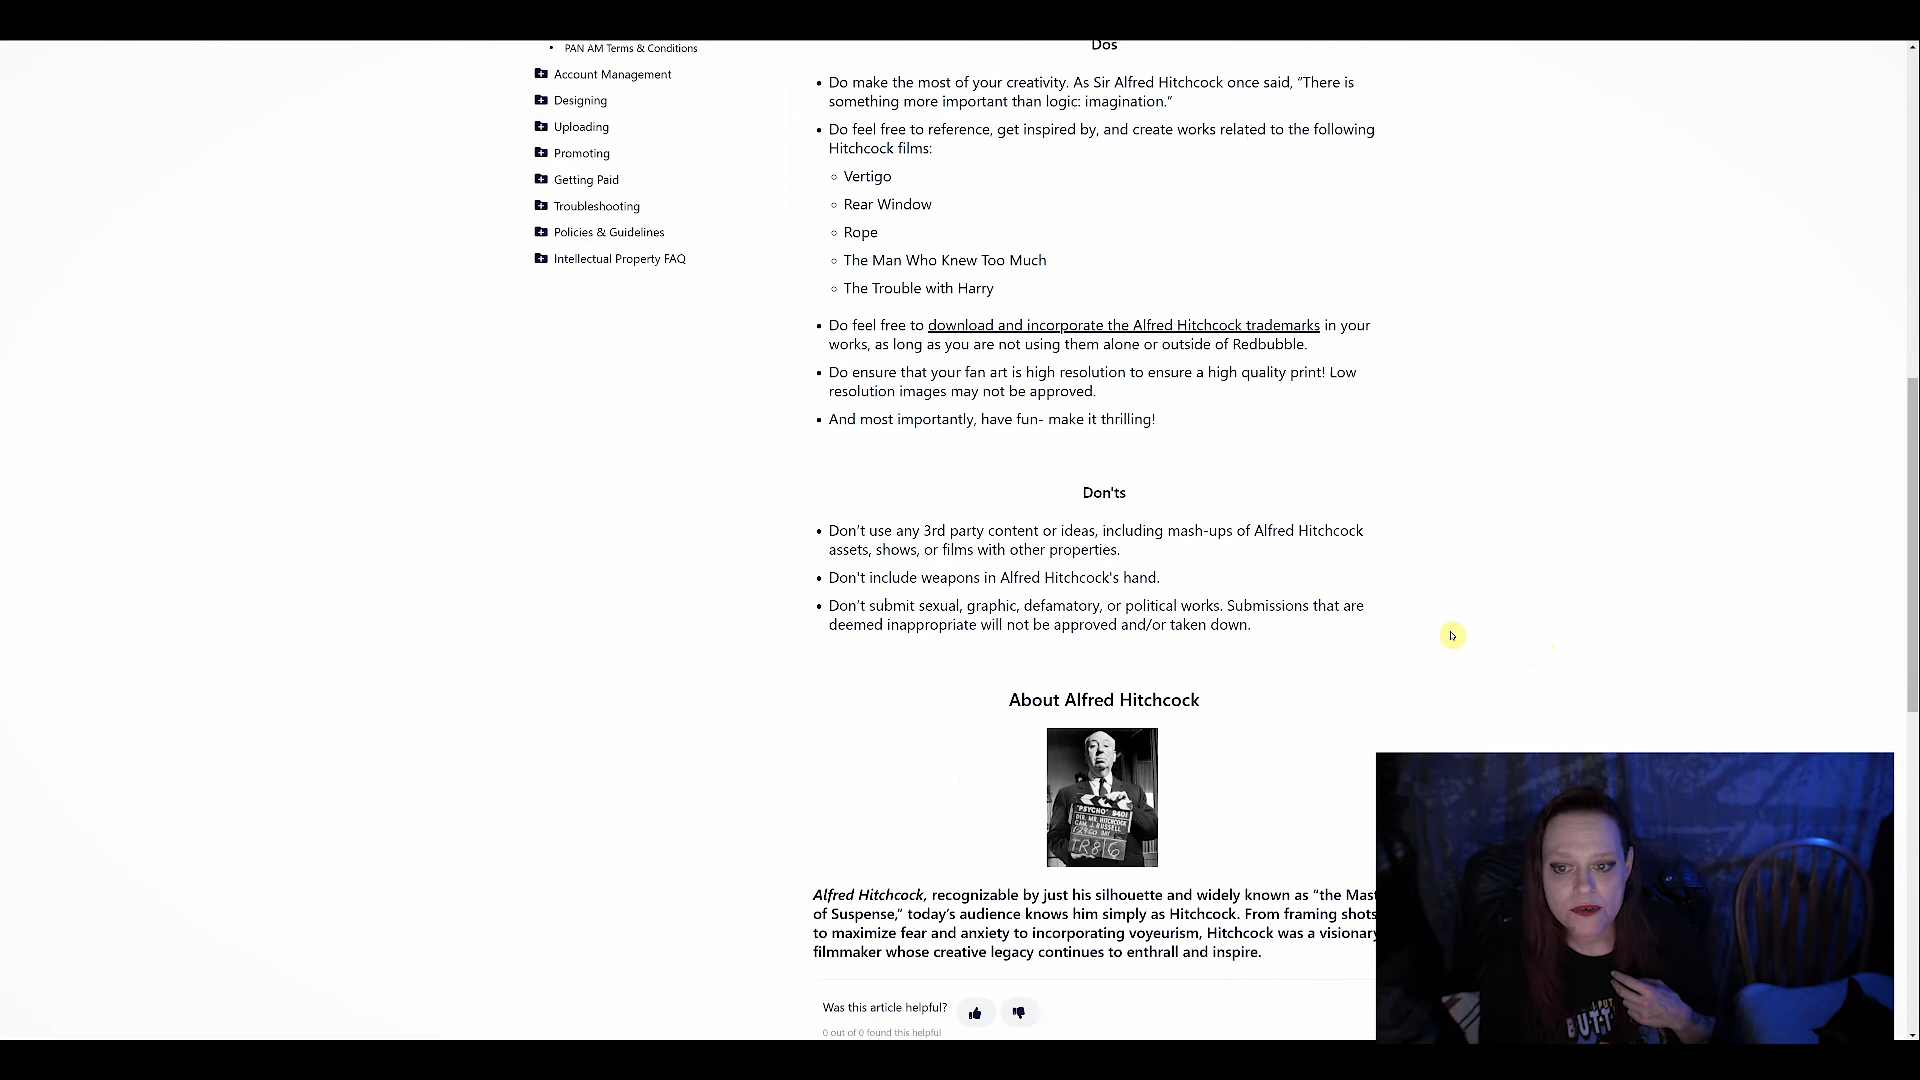 PAN AM Terms & Conditions
Account Management
Designing
Uploading
Promoting
Getting Paid
Troubleshooting
Policies & Guidelines
Intellectual Property FAQ
Dos
Do make the most of your creativity. As Sir Alfred Hitchcock once said, “There is
something more important than logic: imagination.”
Do feel free to reference, get inspired by, and create works related to the following
Hitchcock films:
Vertigo
Rear Window
Rope
The Man Who Knew Too Much
The Trouble with Harry
Do feel free to download and incorporate the Alfred Hitchcock trademarks in your
works, as long as you are not using them alone or outside of Redbubble.
Do ensure that your fan art is high resolution to ensure a high quality print! Low
resolution images may not be approved.
And most importantly, have fun- make it thrilling!
Don'ts
Don’t use any 3rd party content or ideas, including mash-ups of Alfred Hitchcock
assets, shows, or films with other properties.
Don't include weapons in Alfred Hitchcock's hand.
Don’t submit sexual, graphic, defamatory, or political works. Submissions that are
deemed inappropriate will not be approved and/or taken down.
About Alfred Hitchcock
"PSYCHO" 9401
DIR. MR. HITCHCOCK
CAM. J. RUSSELL
Alfred Hitchcock, recognizable by just his silhouette and widely known as “the Mast
of Suspense,” today’s audience knows him simply as Hitchcock. From framing shots
to maximize fear and anxiety to incorporating voyeurism, Hitchcock was a visionary
filmmaker whose creative legacy continues to enthrall and inspire.
Was this article helpful?
0 out of 0 found this helpful
I PUT